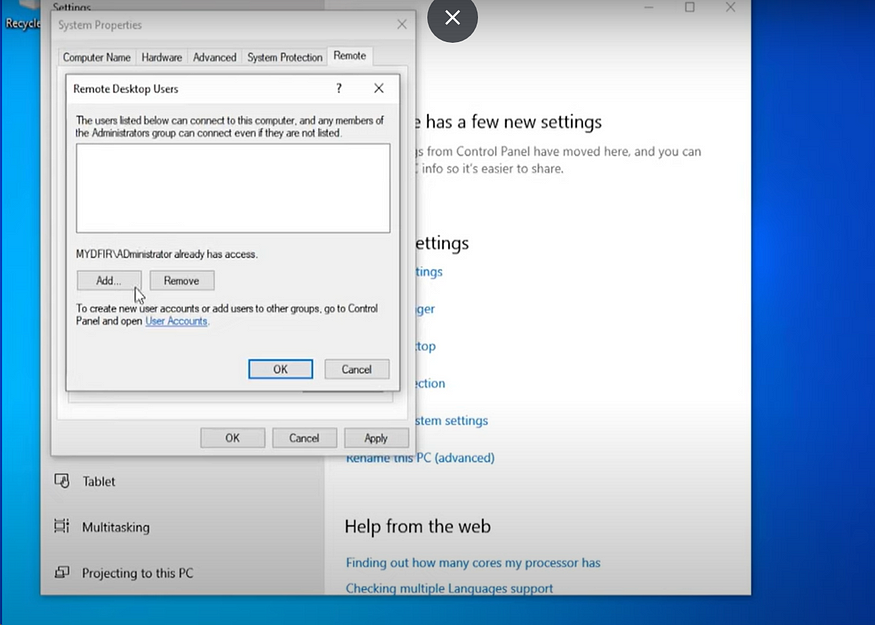 Settings
Recycle
System Properties
Computer Name
Hardware
Advanced
System Protection
Remote
Remote Desktop Users
?
The users listed below can connect to this computer, and any members of
the Administrators group can connect even if they are not listed.
MYDFIR\ADministrator already has access.
Add...
Remove
To create new user accounts or add users to other groups, go to Control
Panel and open User Accounts.
OK
Cancel
OK
Cancel
Apply
e has a few new settings
gs from Control Panel have moved here, and you can
info so it's easier to share.
ettings
tings
ger
top
ection
stem settings
Rename this PC (advanced)
Tablet
Multitasking
Projecting to this PC
Help from the web
Finding out how many cores my processor has
Checking multiple Languages support